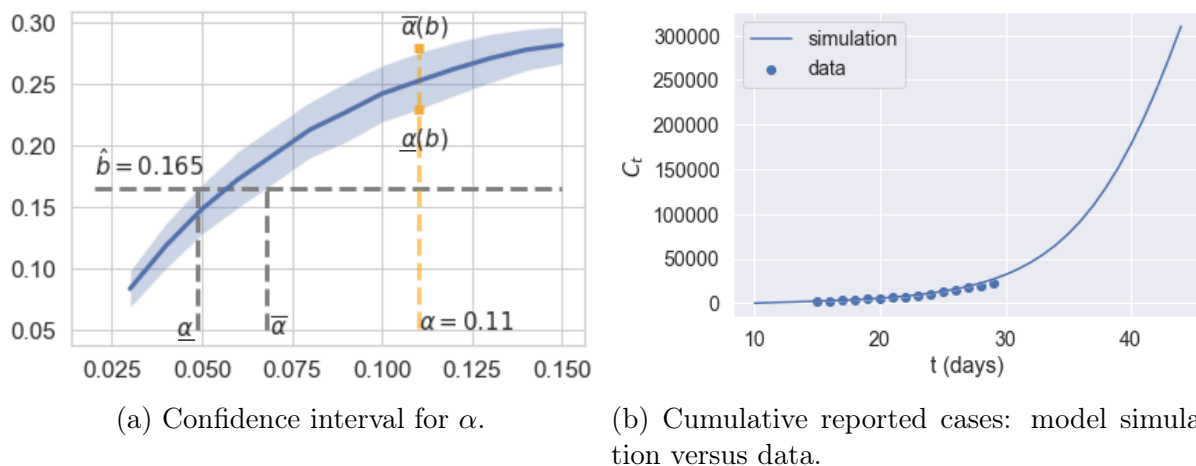 0.30
0.25
0.20
0.15
0.10
0.05
α̅(b)
α̲(b)
b̂ = 0.165
α̲
α̅
α = 0.11
0.025 0.050 0.075 0.100 0.125 0.150
(a) Confidence interval for α.
simulation
data
300000
250000
200000
150000
100000
50000
0
C_t
10 20 30 40
t (days)
(b) Cumulative reported cases: model simula
tion versus data.